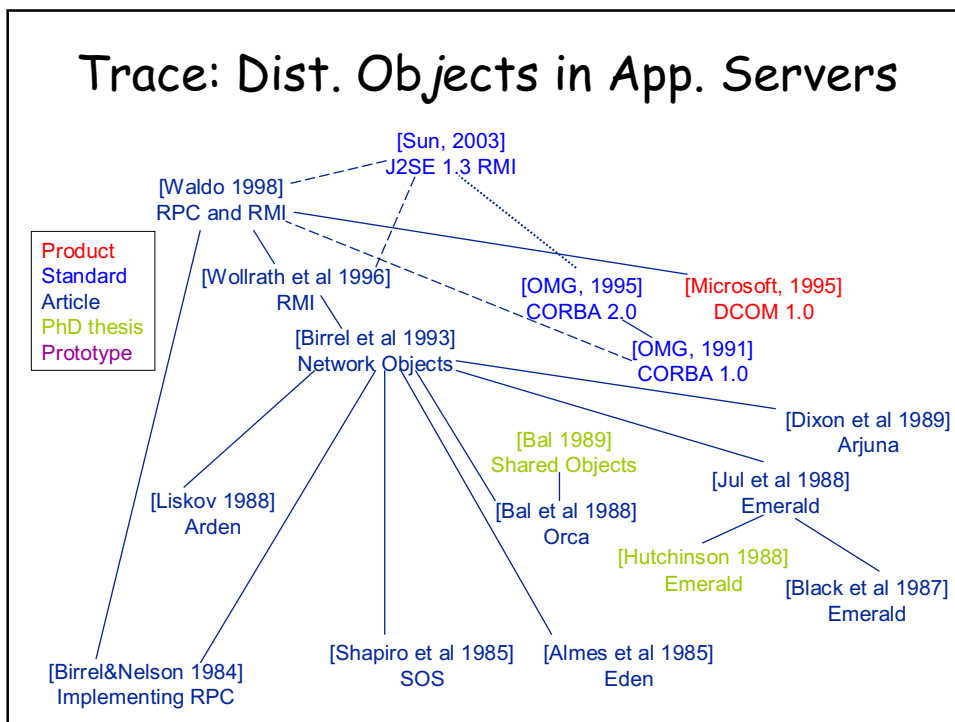 Trace: Dist. Objects in App. Servers
[Sun, 2003]
J2SE 1.3 RMI
[Waldo 1998]
RPC and RMI
Product
Standard
Article
PhD thesis
Prototype
[Wollrath et al 1996]
RMI
[OMG, 1995]
CORBA 2.0
[Microsoft, 1995]
DCOM 1.0
[Birrel et al 1993]
Network Objects
[OMG, 1991]
CORBA 1.0
[Dixon et al 1989]
Arjuna
[Bal 1989]
Shared Objects
[Jul et al 1988]
Emerald
[Liskov 1988]
Arden
[Bal et al 1988]
Orca
[Hutchinson 1988]
Emerald
[Black et al 1987]
Emerald
[Birrel&Nelson 1984]
Implementing RPC
[Shapiro et al 1985]
SOS
[Almes et al 1985]
Eden